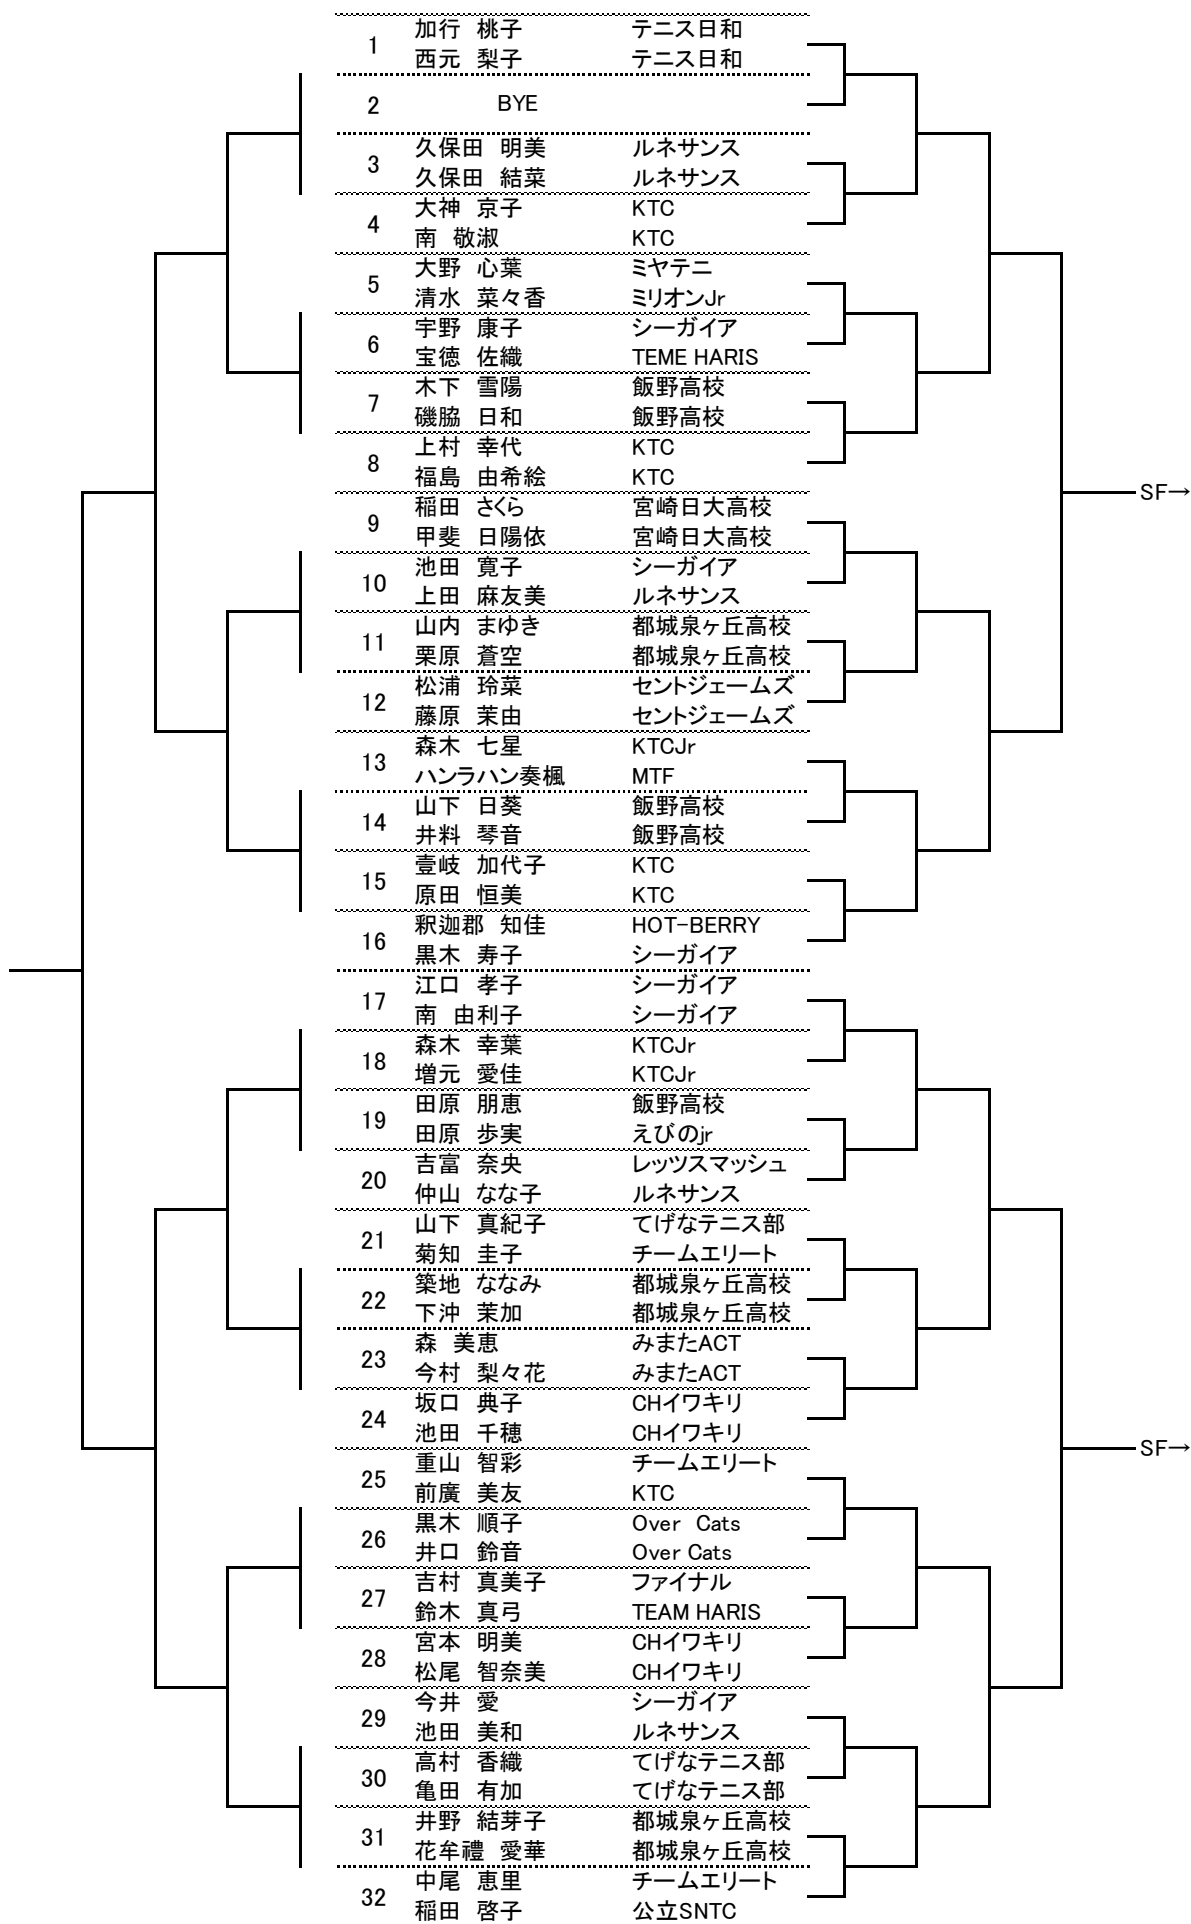 加行 桃子 テニス日和
1
西元 梨子 テニス日和
2 BYE
久保田 明美 ルネサンス
3
久保田 結菜 ルネサンス
大神 京子 KTC
4
南 敬淑 KTC
大野 心葉 ミヤテニ
5
清水 菜々香 ミリオンJr
宇野 康子 シーガイア
6
宝徳 佐織 TEME HARIS
木下 雪陽 飯野高校
7
磯脇 日和 飯野高校
上村 幸代 KTC
8
福島 由希絵 KTC
SF→
稲田 さくら 宮崎日大高校
9
甲斐 日陽依 宮崎日大高校
池田 寛子 シーガイア
10
上田 麻友美 ルネサンス
山内 まゆき 都城泉ヶ丘高校
11
栗原 蒼空 都城泉ヶ丘高校
松浦 玲菜 セントジェームズ
12
藤原 茉由 セントジェームズ
森木 七星 KTCJr
13
ハンラハン奏楓 MTF
山下 日葵 飯野高校
14
井料 琴音 飯野高校
壹岐 加代子 KTC
15
原田 恒美 KTC
釈迦郡 知佳 HOT-BERRY
16
黒木 寿子 シーガイア
江口 孝子 シーガイア
17
南 由利子 シーガイア
森木 幸葉 KTCJr
18
増元 愛佳 KTCJr
田原 朋恵 飯野高校
19
田原 歩実 えびのjr
吉富 奈央 レッツスマッシュ
20
仲山 なな子 ルネサンス
山下 真紀子 てげなテニス部
21
菊知 圭子 チームエリート
築地 ななみ 都城泉ヶ丘高校
22
下沖 茉加 都城泉ヶ丘高校
森 美恵 みまたACT
23
今村 梨々花 みまたACT
坂口 典子 CHイワキリ
24
池田 千穂 CHイワキリ
SF→
重山 智彩 チームエリート
25
前廣 美友 KTC
黒木 順子 Over Cats
26
井口 鈴音 Over Cats
吉村 真美子 ファイナル
27
鈴木 真弓 TEAM HARIS
宮本 明美 CHイワキリ
28
松尾 智奈美 CHイワキリ
今井 愛 シーガイア
29
池田 美和 ルネサンス
高村 香織 てげなテニス部
30
亀田 有加 てげなテニス部
井野 結芽子 都城泉ヶ丘高校
31
花牟禮 愛華 都城泉ヶ丘高校
中尾 恵里 チームエリート
32
稲田 啓子 公立SNTC